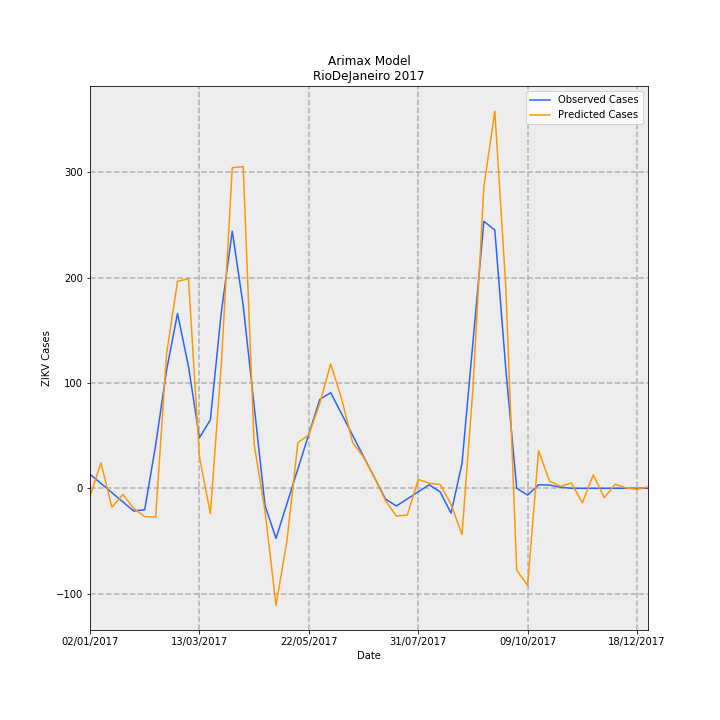 Arimax Model
RioDeJaneiro 2017
Observed Cases
Predicted Cases
ZIKV Cases
300
200
100
0
−100
02/01/2017
13/03/2017
22/05/2017
31/07/2017
09/10/2017
18/12/2017
Date